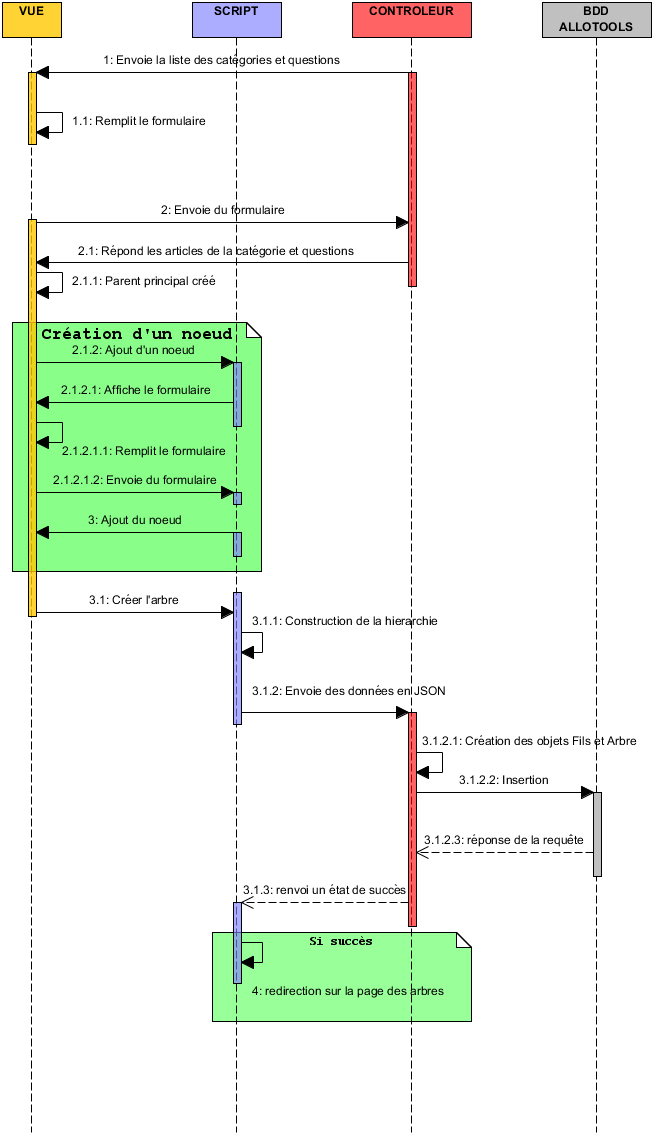 VUE
SCRIPT
CONTROLEUR
BDD
ALLOTOOLS
1: Envoie la liste des catégories et questions
1.1: Remplit le formulaire
2: Envoie du formulaire
2.1: Répond les articles de la catégorie et questions
2.1.1: Parent principal créé
Création d'un noeud
2.1.2: Ajout d'un noeud
2.1.2.1: Affiche le formulaire
2.1.2.1.1: Remplit le formulaire
2.1.2.1.2: Envoie du formulaire
3: Ajout du noeud
3.1: Créer l'arbre
3.1.1: Construction de la hierarchie
3.1.2: Envoie des données en JSON
3.1.2.1: Création des objets Fils et Arbre
3.1.2.2: Insertion
3.1.2.3: réponse de la requête
3.1.3: renvoi un état de succès
Si succès
4: redirection sur la page des arbres